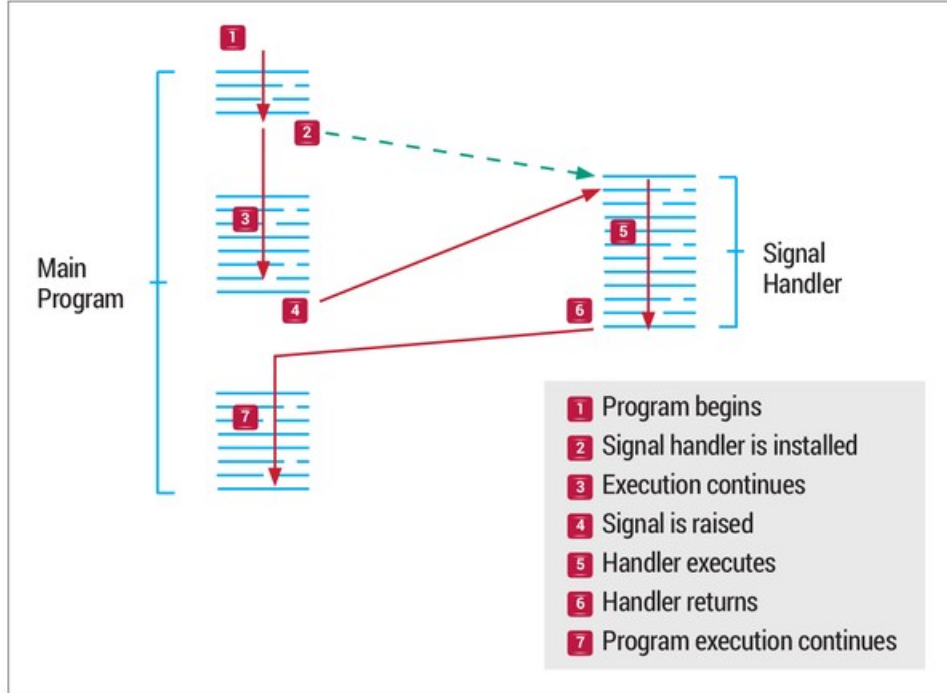 1
2
3
4
5
6
7
Main
Program
Signal
Handler
1 Program begins
2 Signal handler is installed
3 Execution continues
4 Signal is raised
5 Handler executes
6 Handler returns
7 Program execution continues